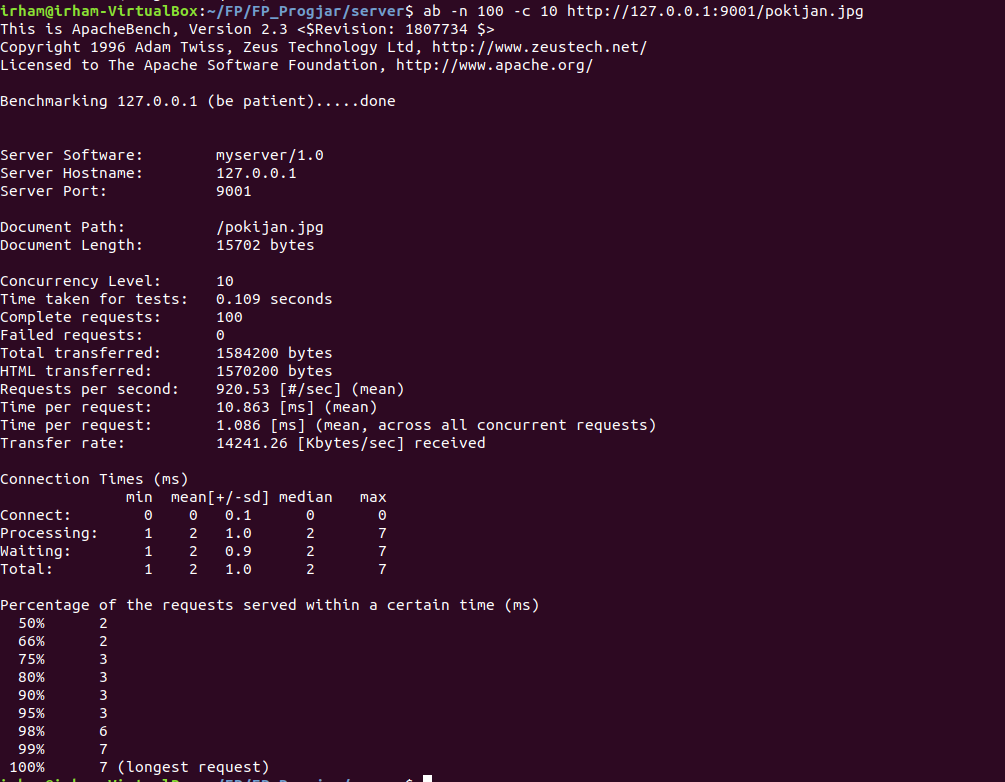 irham@irham-VirtualBox:~/FP/FP_Progjar/server$ ab -n 100 -c 10 http://127.0.0.1:9001/pokijan.jpg
This is ApacheBench, Version 2.3 <$Revision: 1807734 $>
Copyright 1996 Adam Twiss, Zeus Technology Ltd, http://www.zeustech.net/
Licensed to The Apache Software Foundation, http://www.apache.org/

Benchmarking 127.0.0.1 (be patient).....done


Server Software:        myserver/1.0
Server Hostname:        127.0.0.1
Server Port:            9001

Document Path:          /pokijan.jpg
Document Length:        15702 bytes

Concurrency Level:      10
Time taken for tests:   0.109 seconds
Complete requests:      100
Failed requests:        0
Total transferred:      1584200 bytes
HTML transferred:       1570200 bytes
Requests per second:    920.53 [#/sec] (mean)
Time per request:       10.863 [ms] (mean)
Time per request:       1.086 [ms] (mean, across all concurrent requests)
Transfer rate:          14241.26 [Kbytes/sec] received

Connection Times (ms)
              min  mean[+/-sd] median   max
Connect:        0    0   0.1      0       0
Processing:     1    2   1.0      2       7
Waiting:        1    2   0.9      2       7
Total:          1    2   1.0      2       7

Percentage of the requests served within a certain time (ms)
  50%      2
  66%      2
  75%      3
  80%      3
  90%      3
  95%      3
  98%      6
  99%      7
 100%      7 (longest request)